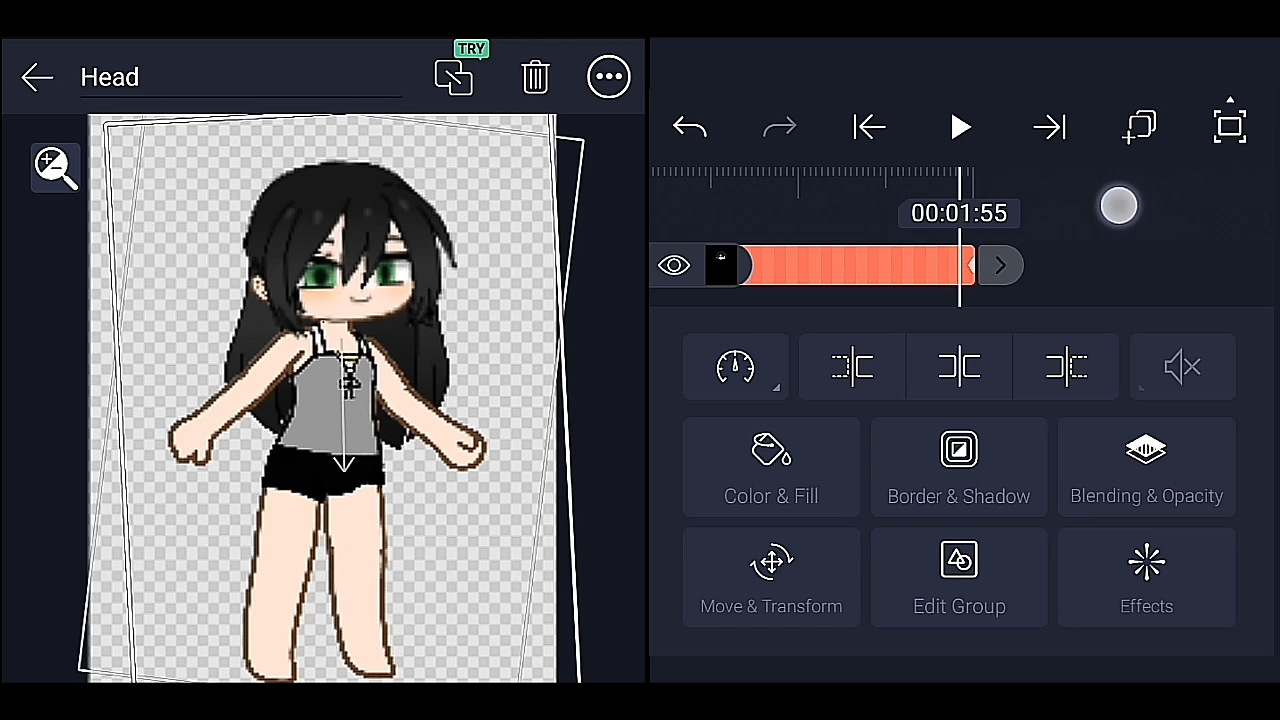 TRY
Head
00:01:55
Color & Fill
Border & Shadow
Blending & Opacity
Move & Transform
Edit Group
Effects